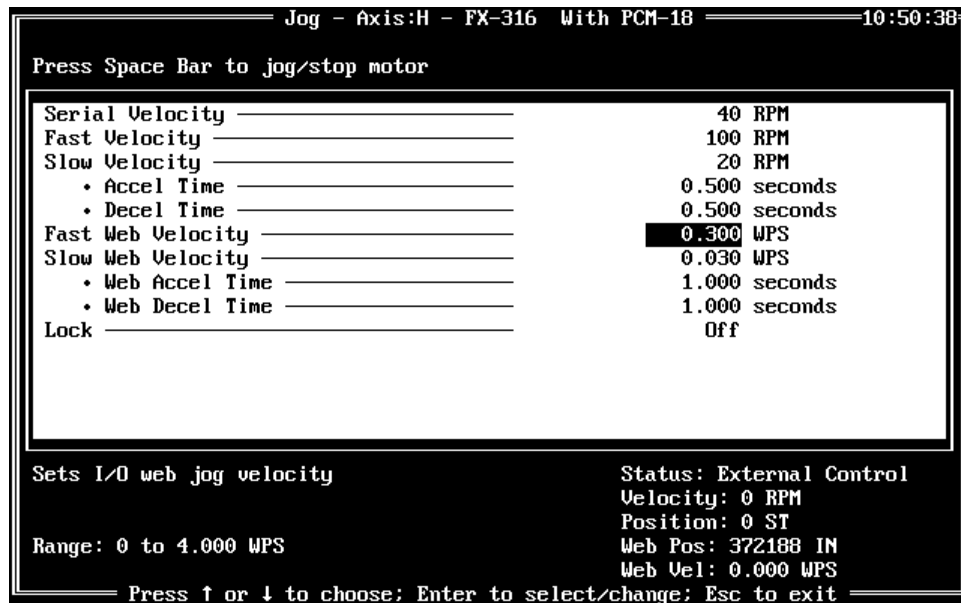 Jog - Axis:H - FX-316 With PCM-18 10:50:38
Press Space Bar to jog/stop motor
Serial Velocity 40 RPM
Fast Velocity 100 RPM
Slow Velocity 20 RPM
• Accel Time 0.500 seconds
• Decel Time 0.500 seconds
Fast Web Velocity 0.300 WPS
Slow Web Velocity 0.030 WPS
• Web Accel Time 1.000 seconds
• Web Decel Time 1.000 seconds
Lock Off
Sets I/O web jog velocity
Status: External Control
Velocity: 0 RPM
Position: 0 ST
Range: 0 to 4.000 WPS
Web Pos: 372188 IN
Web Vel: 0.000 WPS
Press ↑ or ↓ to choose; Enter to select/change; Esc to exit